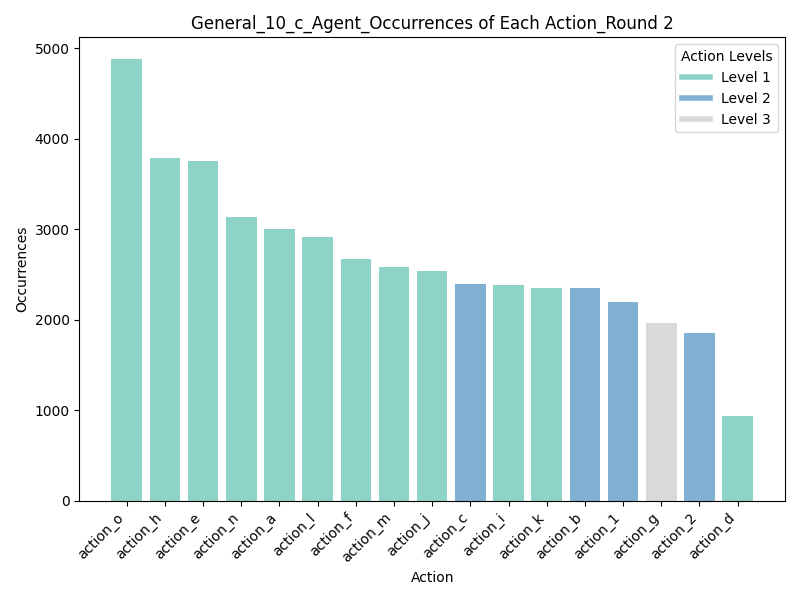 General_10_c_Agent_Occurrences of Each Action_Round 2
Action Levels
Level 1
Level 2
Level 3
Occurrences
5000
4000
3000
2000
1000
0
action_o
action_h
action_e
action_n
action_a
action_l
action_f
action_m
action_j
action_c
action_i
action_k
action_b
action_1
action_g
action_2
action_d
Action